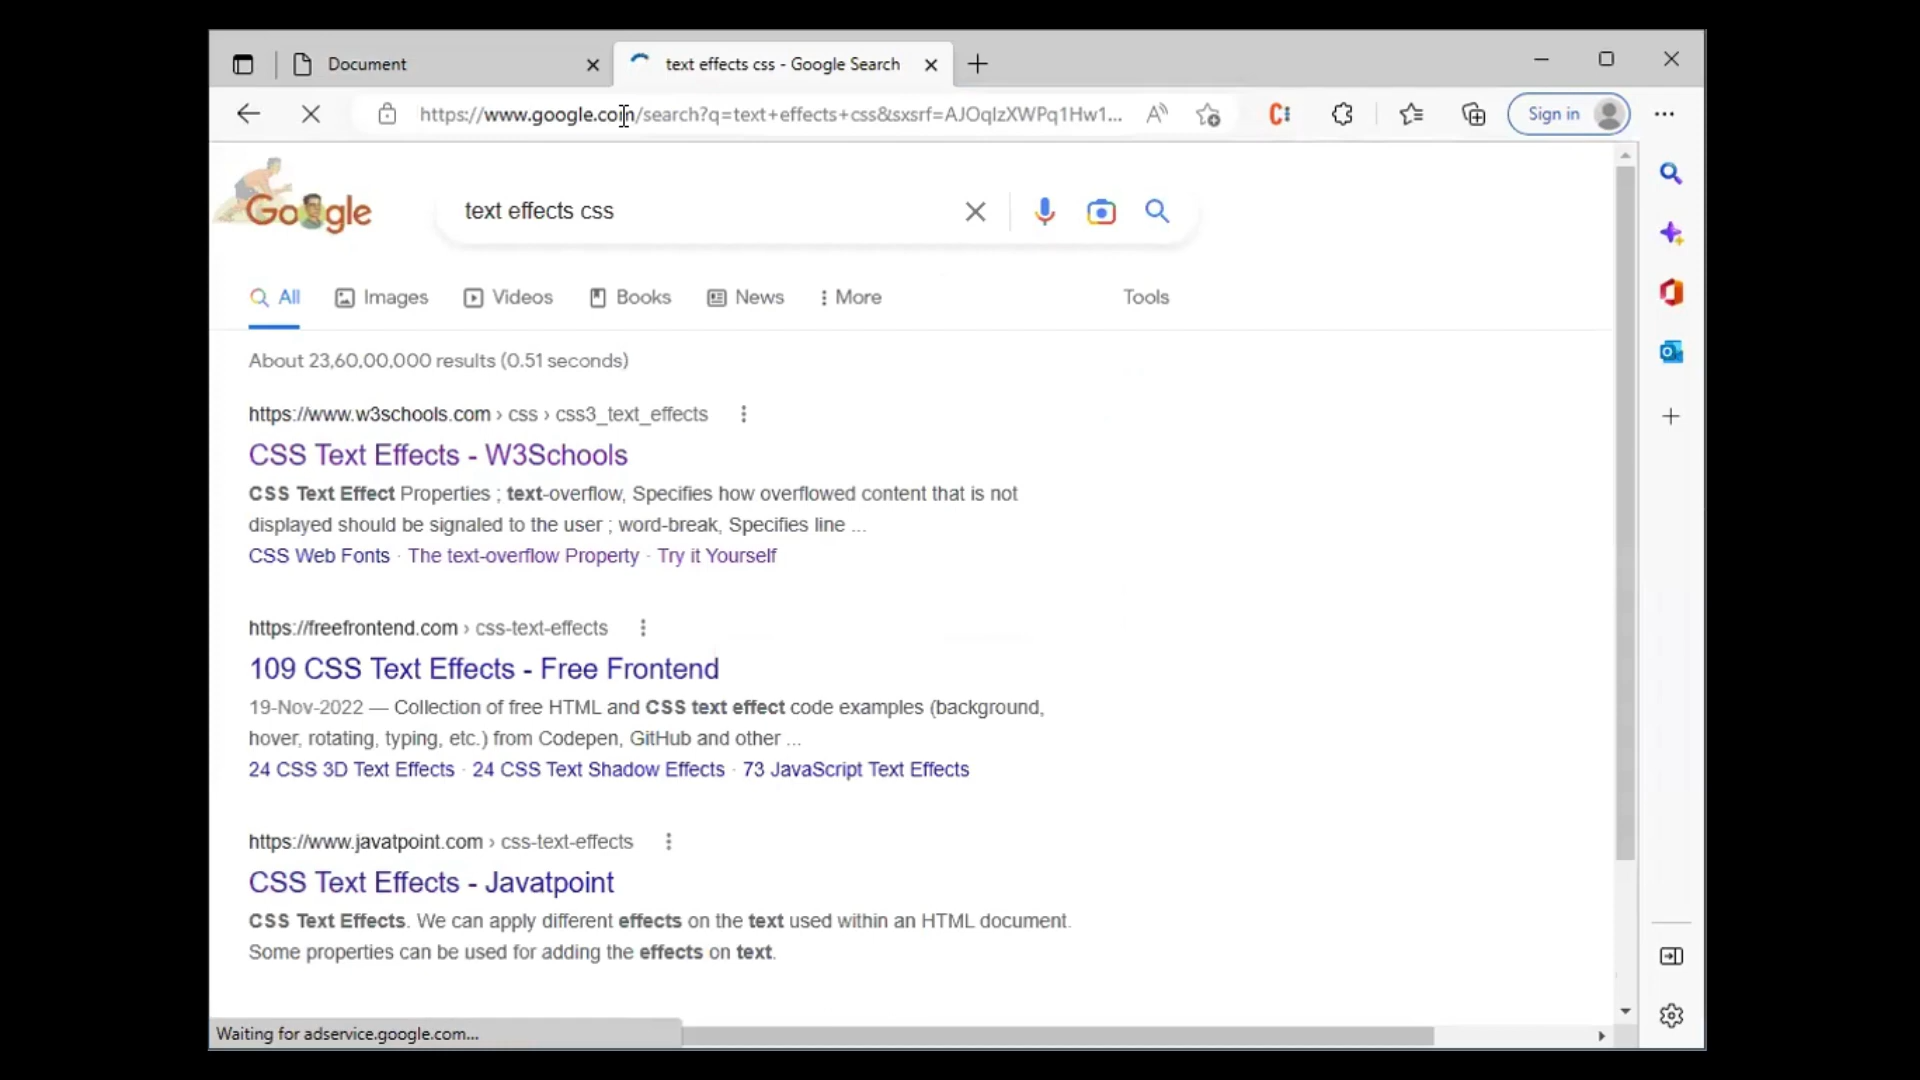 Document
text effects css - Google Search
https://www.google.com/search?q=text+effects+css&sxsrf=AJOqlzXWPq1Hw1...
Sign in
Google
text effects css
All
Images
Videos
Books
News
More
Tools
About 23,60,00,000 results (0.51 seconds)
https://www.w3schools.com › css › css3_text_effects
CSS Text Effects - W3Schools
CSS Text Effect Properties ; text-overflow, Specifies how overflowed content that is not
displayed should be signaled to the user ; word-break, Specifies line ...
CSS Web Fonts · The text-overflow Property · Try it Yourself
https://freefrontend.com › css-text-effects
109 CSS Text Effects - Free Frontend
19-Nov-2022 — Collection of free HTML and CSS text effect code examples (background,
hover, rotating, typing, etc.) from Codepen, GitHub and other ...
24 CSS 3D Text Effects · 24 CSS Text Shadow Effects · 73 JavaScript Text Effects
https://www.javatpoint.com › css-text-effects
CSS Text Effects - Javatpoint
CSS Text Effects. We can apply different effects on the text used within an HTML document.
Some properties can be used for adding the effects on text.
Waiting for adservice.google.com...